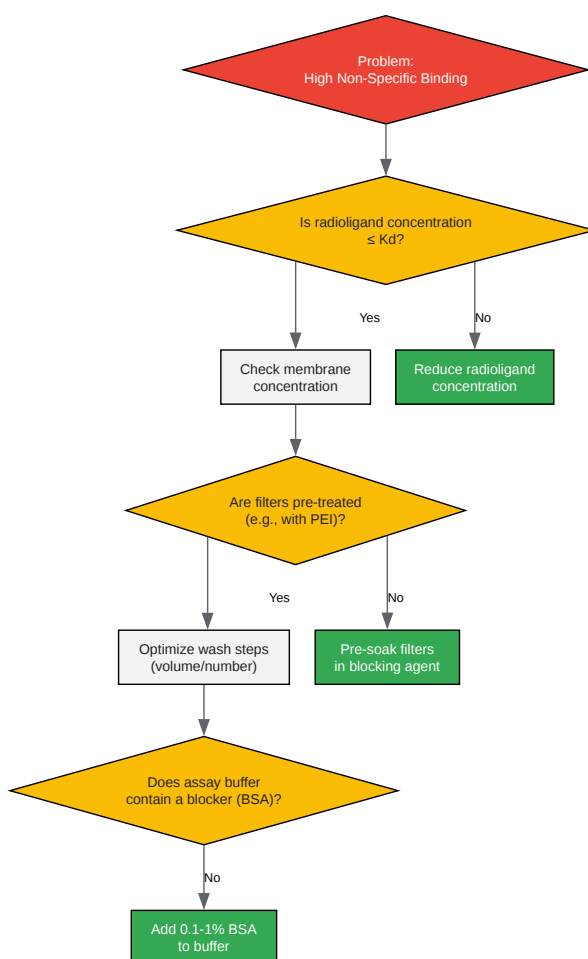 Problem:
High Non-Specific Binding
Is radioligand concentration
≤ Kd?
Yes
No
Check membrane
concentration
Reduce radioligand
concentration
Are filters pre-treated
(e.g., with PEI)?
Yes
No
Optimize wash steps
(volume/number)
Pre-soak filters
in blocking agent
Does assay buffer
contain a blocker (BSA)?
No
Add 0.1-1% BSA
to buffer